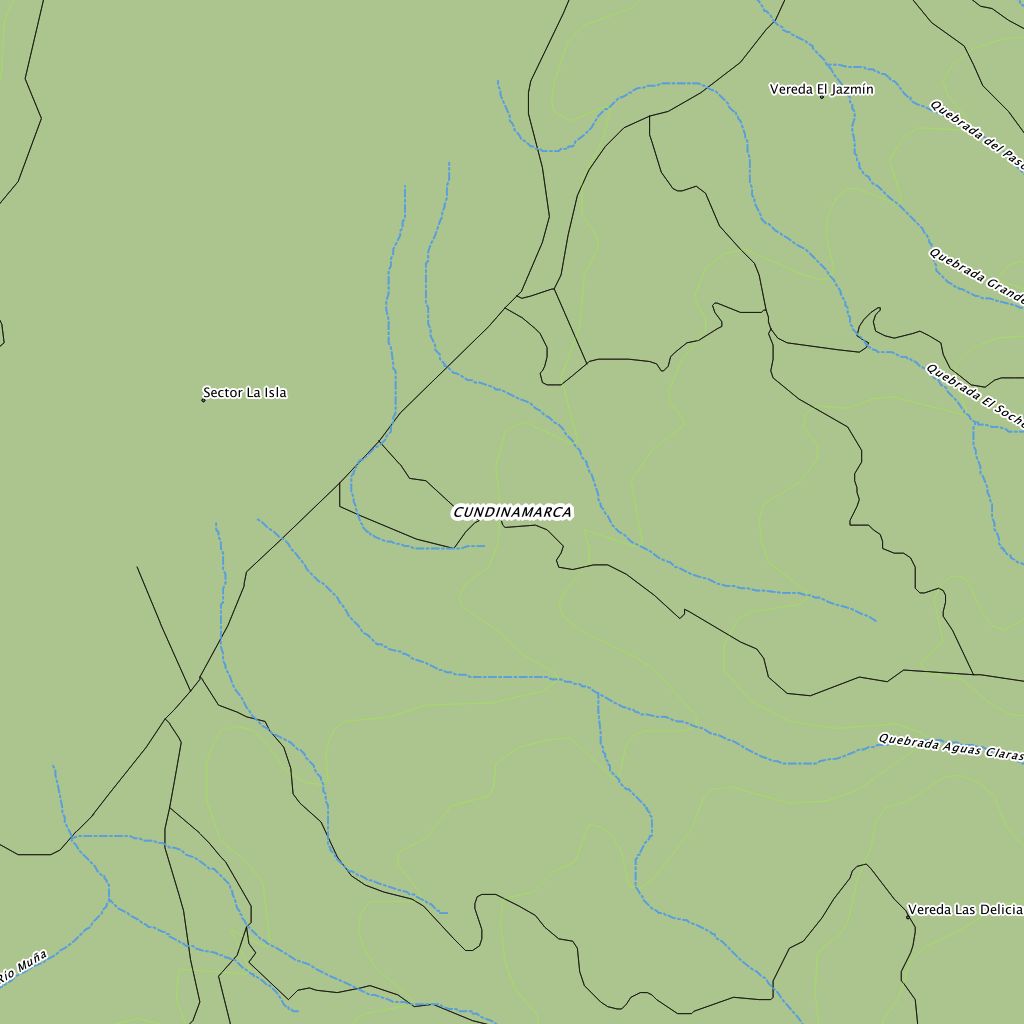 Vereda El Jazmín
Quebrada del Paso
Quebrada Grande
Quebrada El Soche
Sector La Isla
CUNDINAMARCA
Quebrada Aguas Claras
Vereda Las Delicia
Río Muña